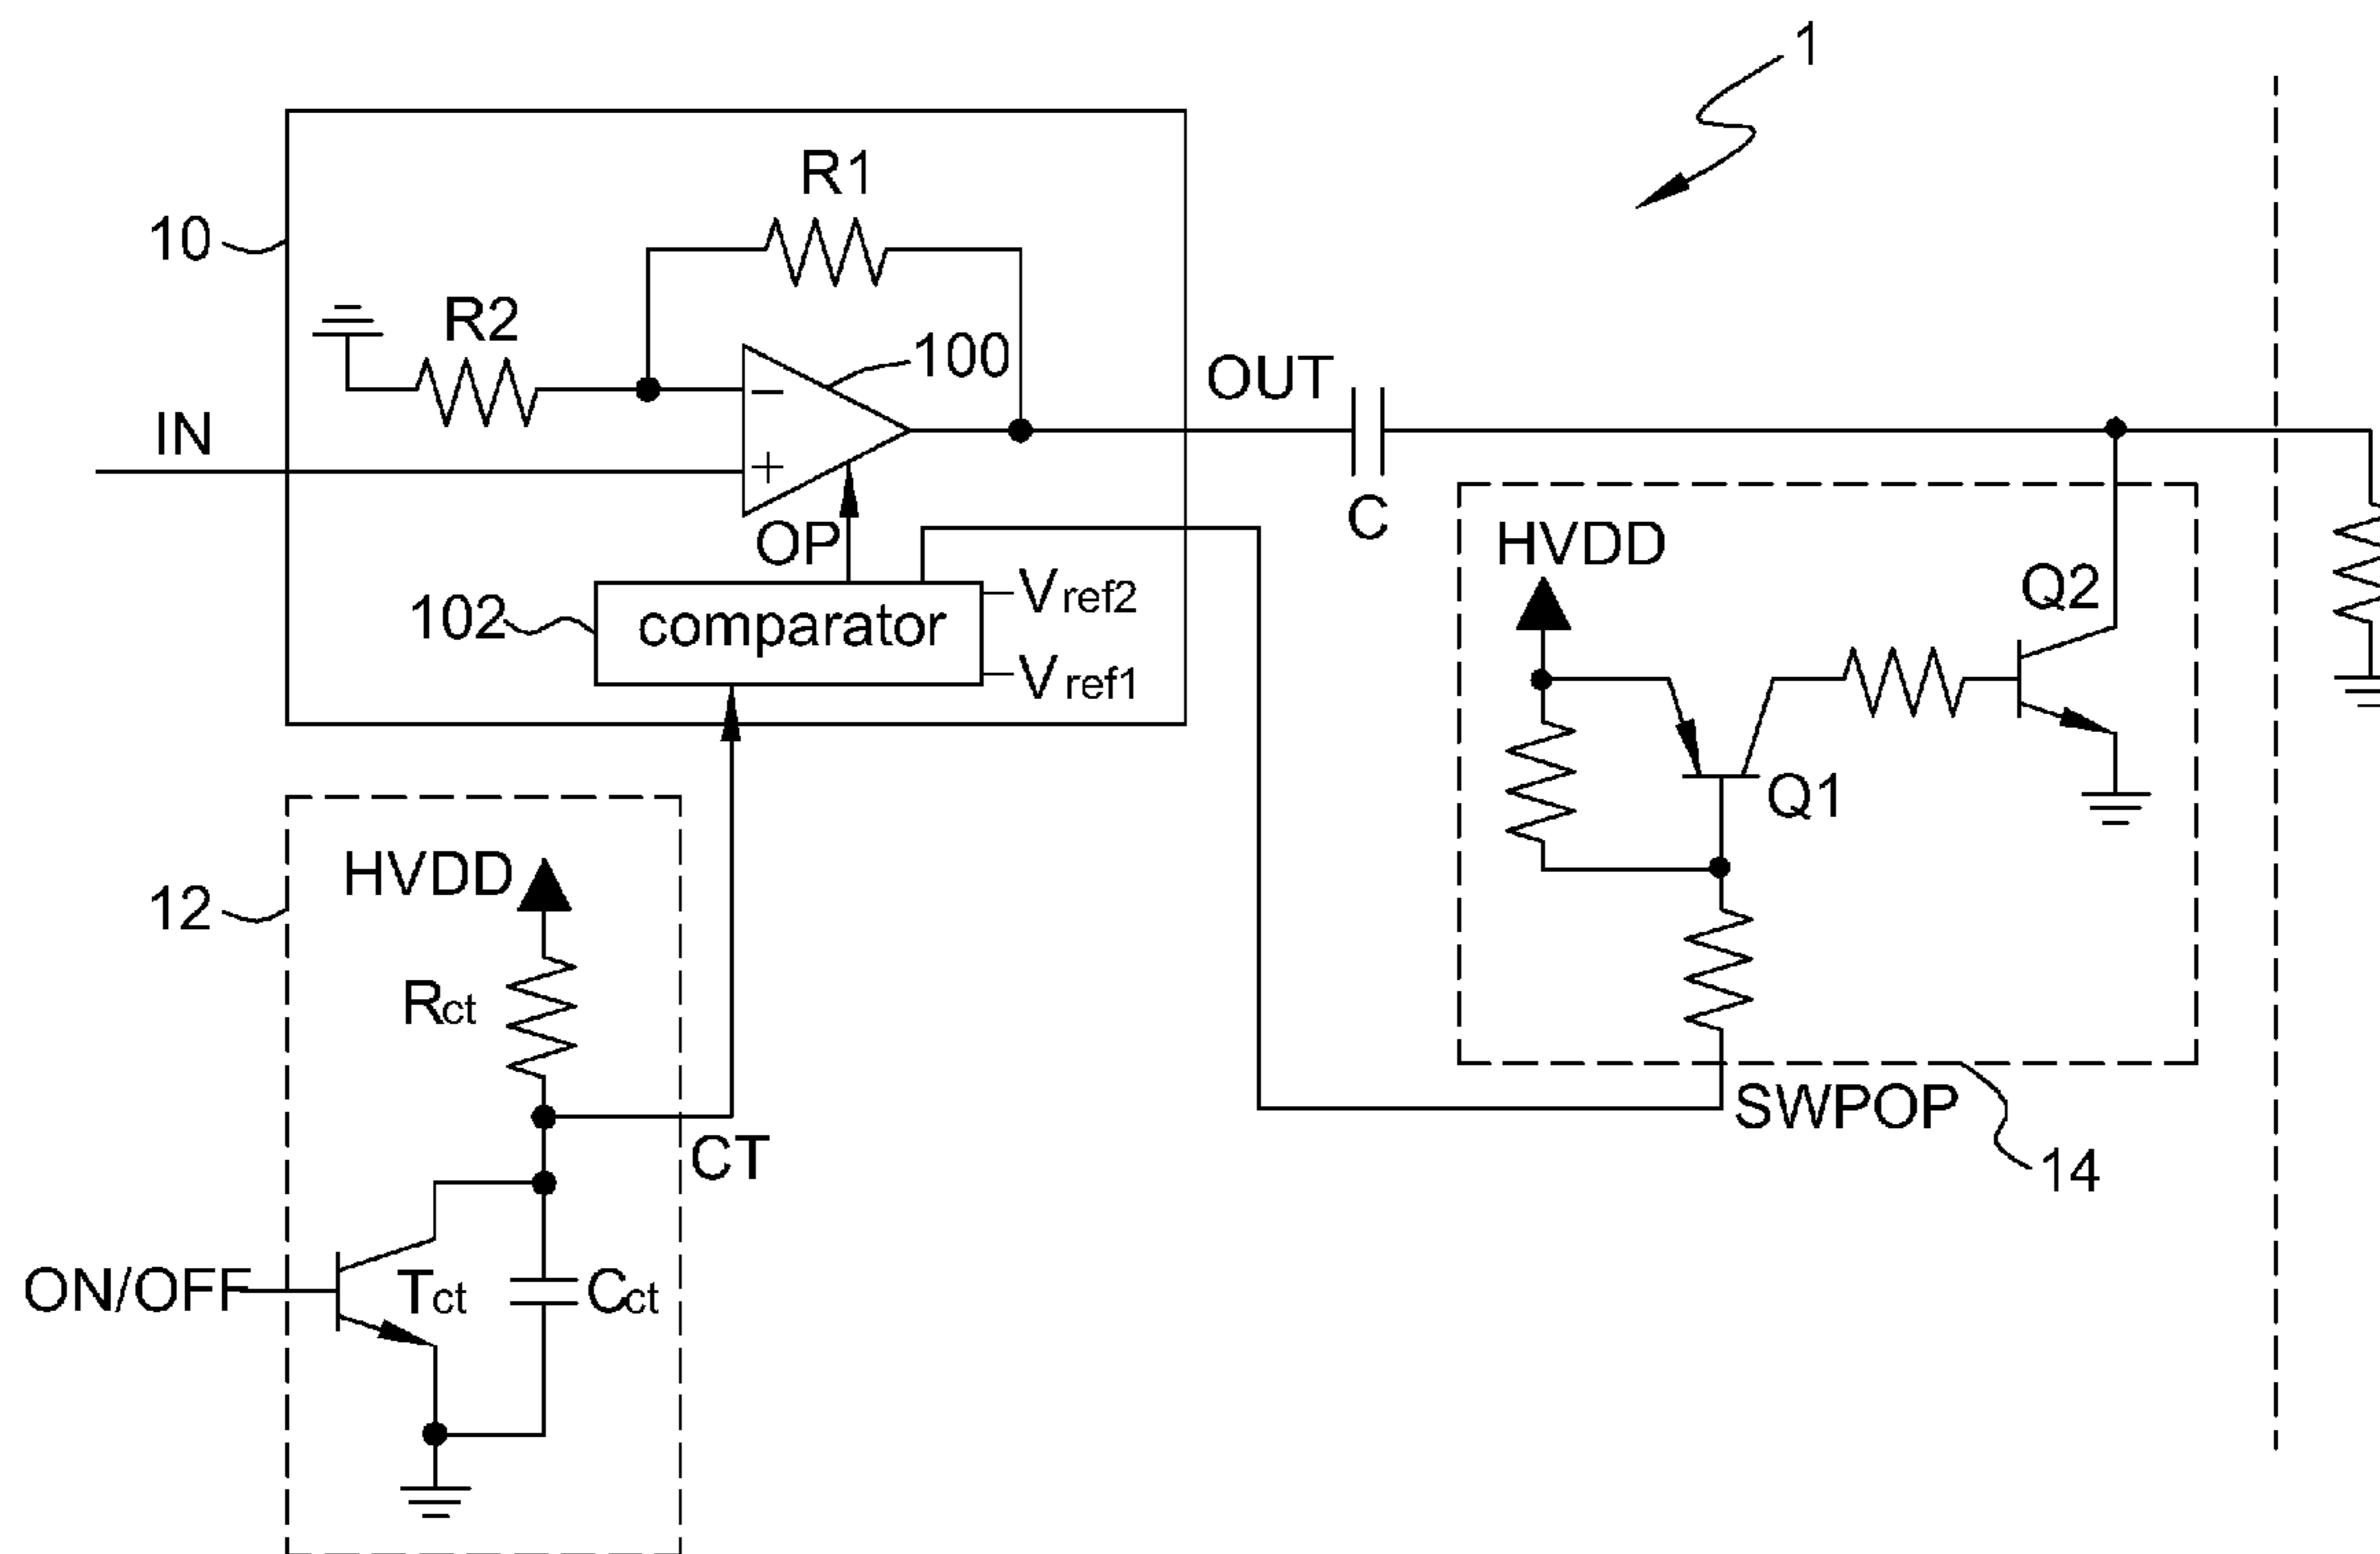 1
R1
10
R2
100
OUT
IN
C
OP
HVDD
Q2
102
comparator
Vref2
Vref1
Q1
HVDD
12
Rct
SWPOP
CT
14
ON/OFF
Tct
Cct